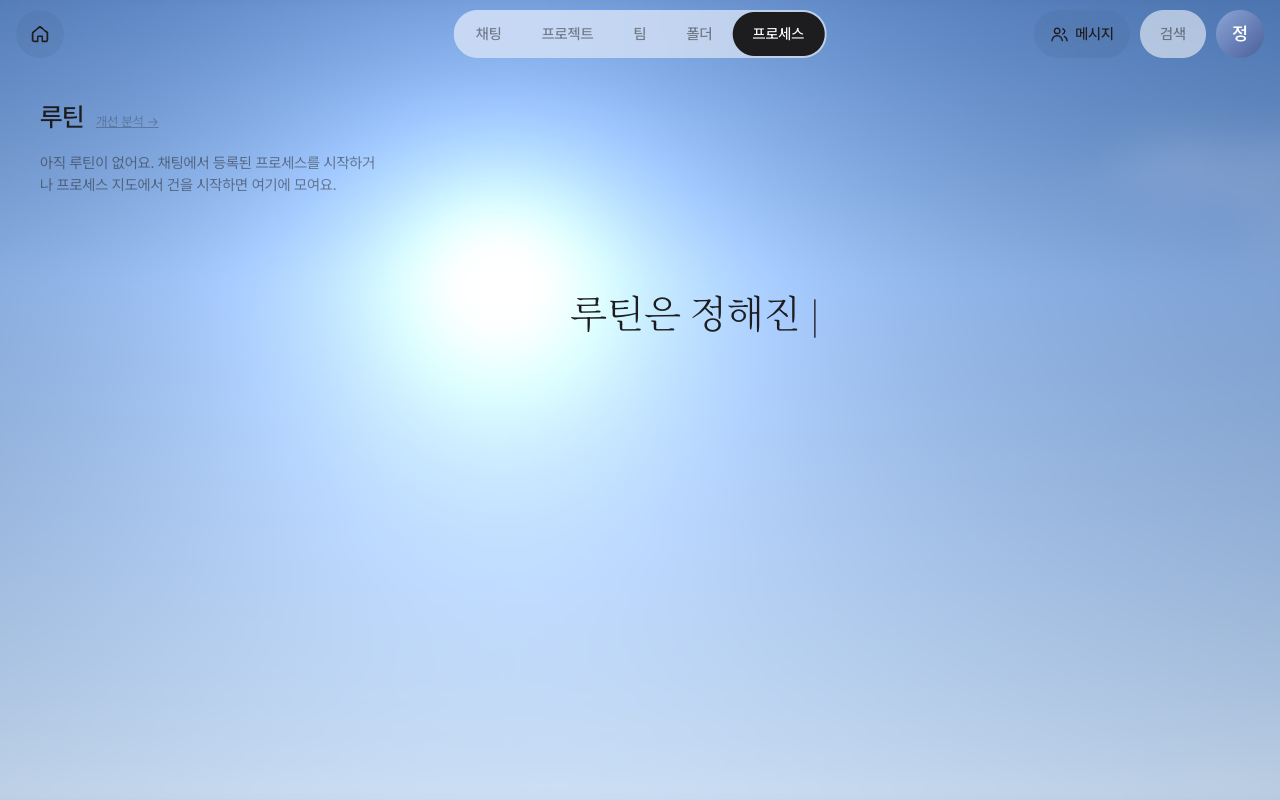 채팅 프로젝트 팀 폴더 프로세스 메시지 검색 정
루틴 개선 분석 →
아직 루틴이 없어요. 채팅에서 등록된 프로세스를 시작하거
나 프로세스 지도에서 건을 시작하면 여기에 모여요.
루틴은 정해진